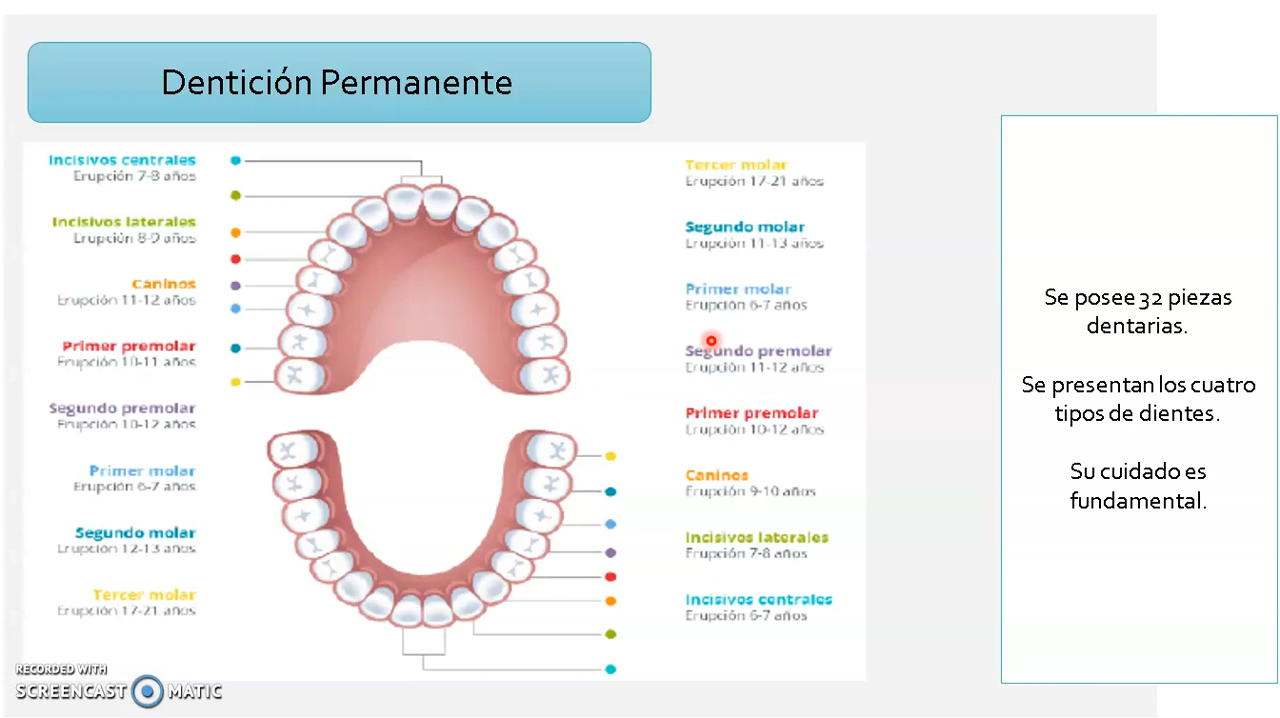 Dentición Permanente
Incisivos centrales
Erupción 7-8 años
Incisivos laterales
Erupción 8-9 años
Caninos
Erupción 11-12 años
Primer premolar
Erupción 10-11 años
Segundo premolar
Erupción 10-12 años
Primer molar
Erupción 6-7 años
Segundo molar
Erupción 12-13 años
Tercer molar
Erupción 17-21 años
Tercer molar
Erupción 17-21 años
Segundo molar
Erupción 11-13 años
Primer molar
Erupción 6-7 años
Segundo premolar
Erupción 11-12 años
Primer premolar
Erupción 10-12 años
Caninos
Erupción 9-10 años
Incisivos laterales
Erupción 7-8 años
Incisivos centrales
Erupción 6-7 años
Se posee 32 piezas
dentarias.
Se presentan los cuatro
tipos de dientes.
Su cuidado es
fundamental.
RECORDED WITH
SCREENCAST MATIC